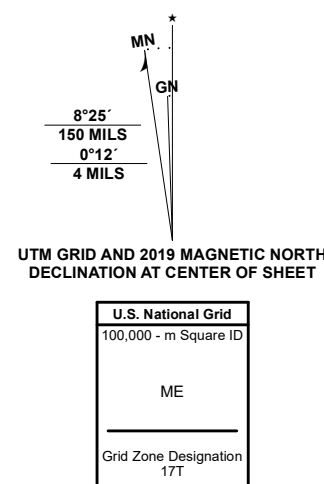 MN
GN
8°25´
150 MILS
0°12´
4 MILS
UTM GRID AND 2019 MAGNETIC NORTH
DECLINATION AT CENTER OF SHEET
U.S. National Grid
100,000 - m Square ID
ME
Grid Zone Designation
17T